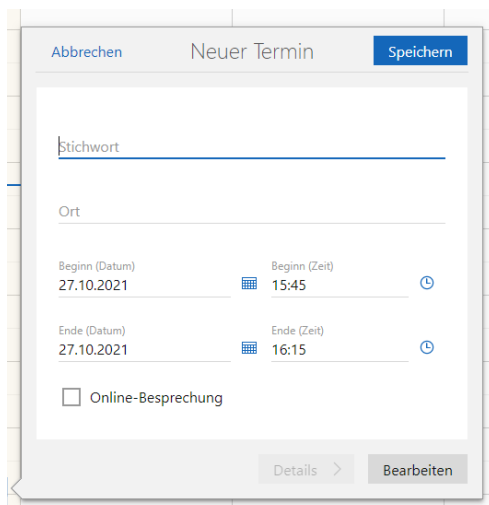 Abbrechen Neuer Termin Speichern
Stichwort
Ort
Beginn (Datum) Beginn (Zeit)
27.10.2021 15:45
Ende (Datum) Ende (Zeit)
27.10.2021 16:15
Online-Besprechung
Details Bearbeiten